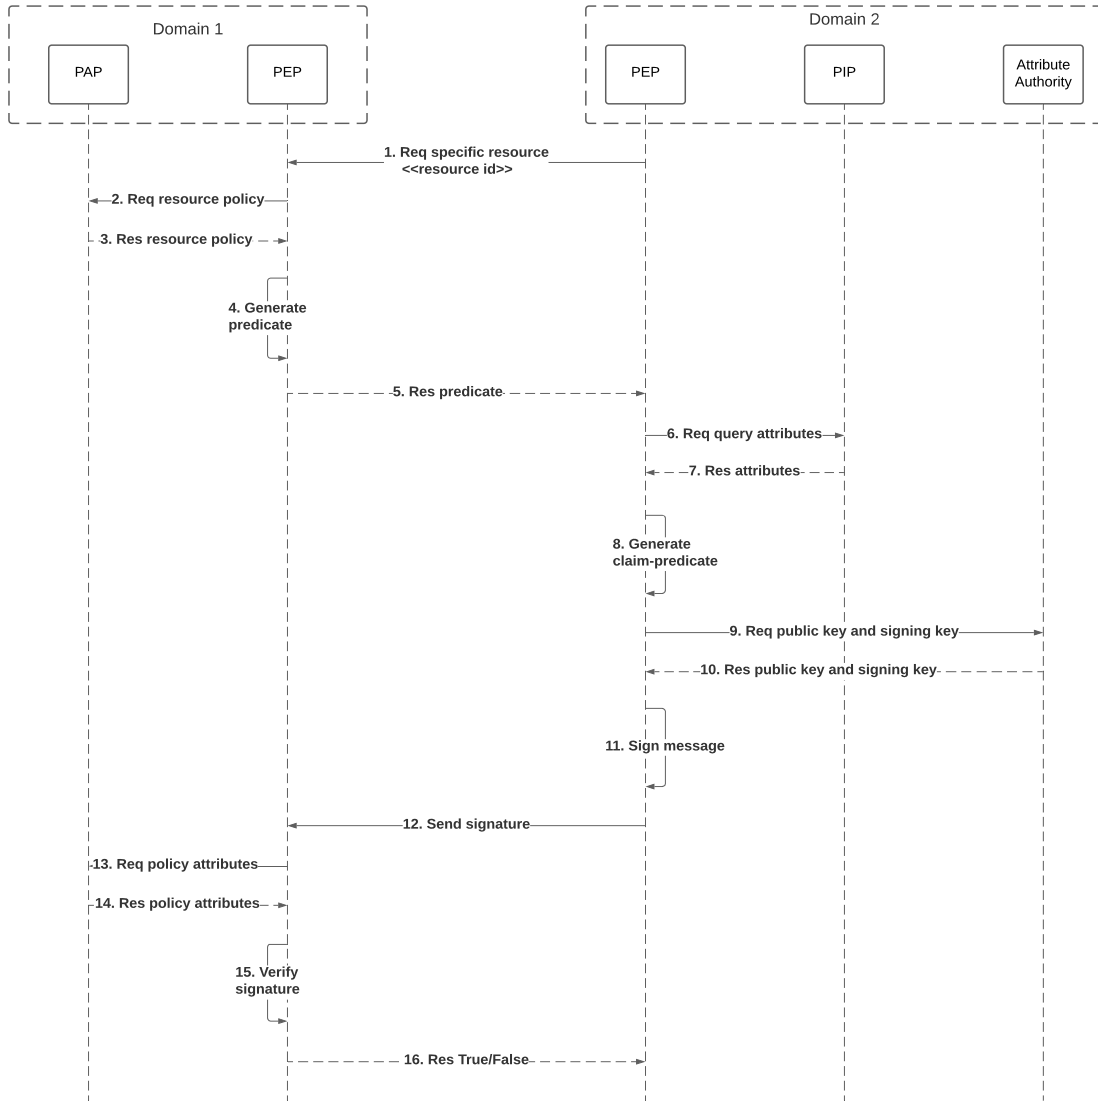 Domain 1
Domain 2
PAP
PEP
PEP
PIP
Attribute
Authority
1. Req specific resource
<<resource id>>
2. Req resource policy
3. Res resource policy
4. Generate
predicate
5. Res predicate
6. Req query attributes
7. Res attributes
8. Generate
claim-predicate
9. Req public key and signing key
10. Res public key and signing key
11. Sign message
12. Send signature
13. Req policy attributes
14. Res policy attributes
15. Verify
signature
16. Res True/False